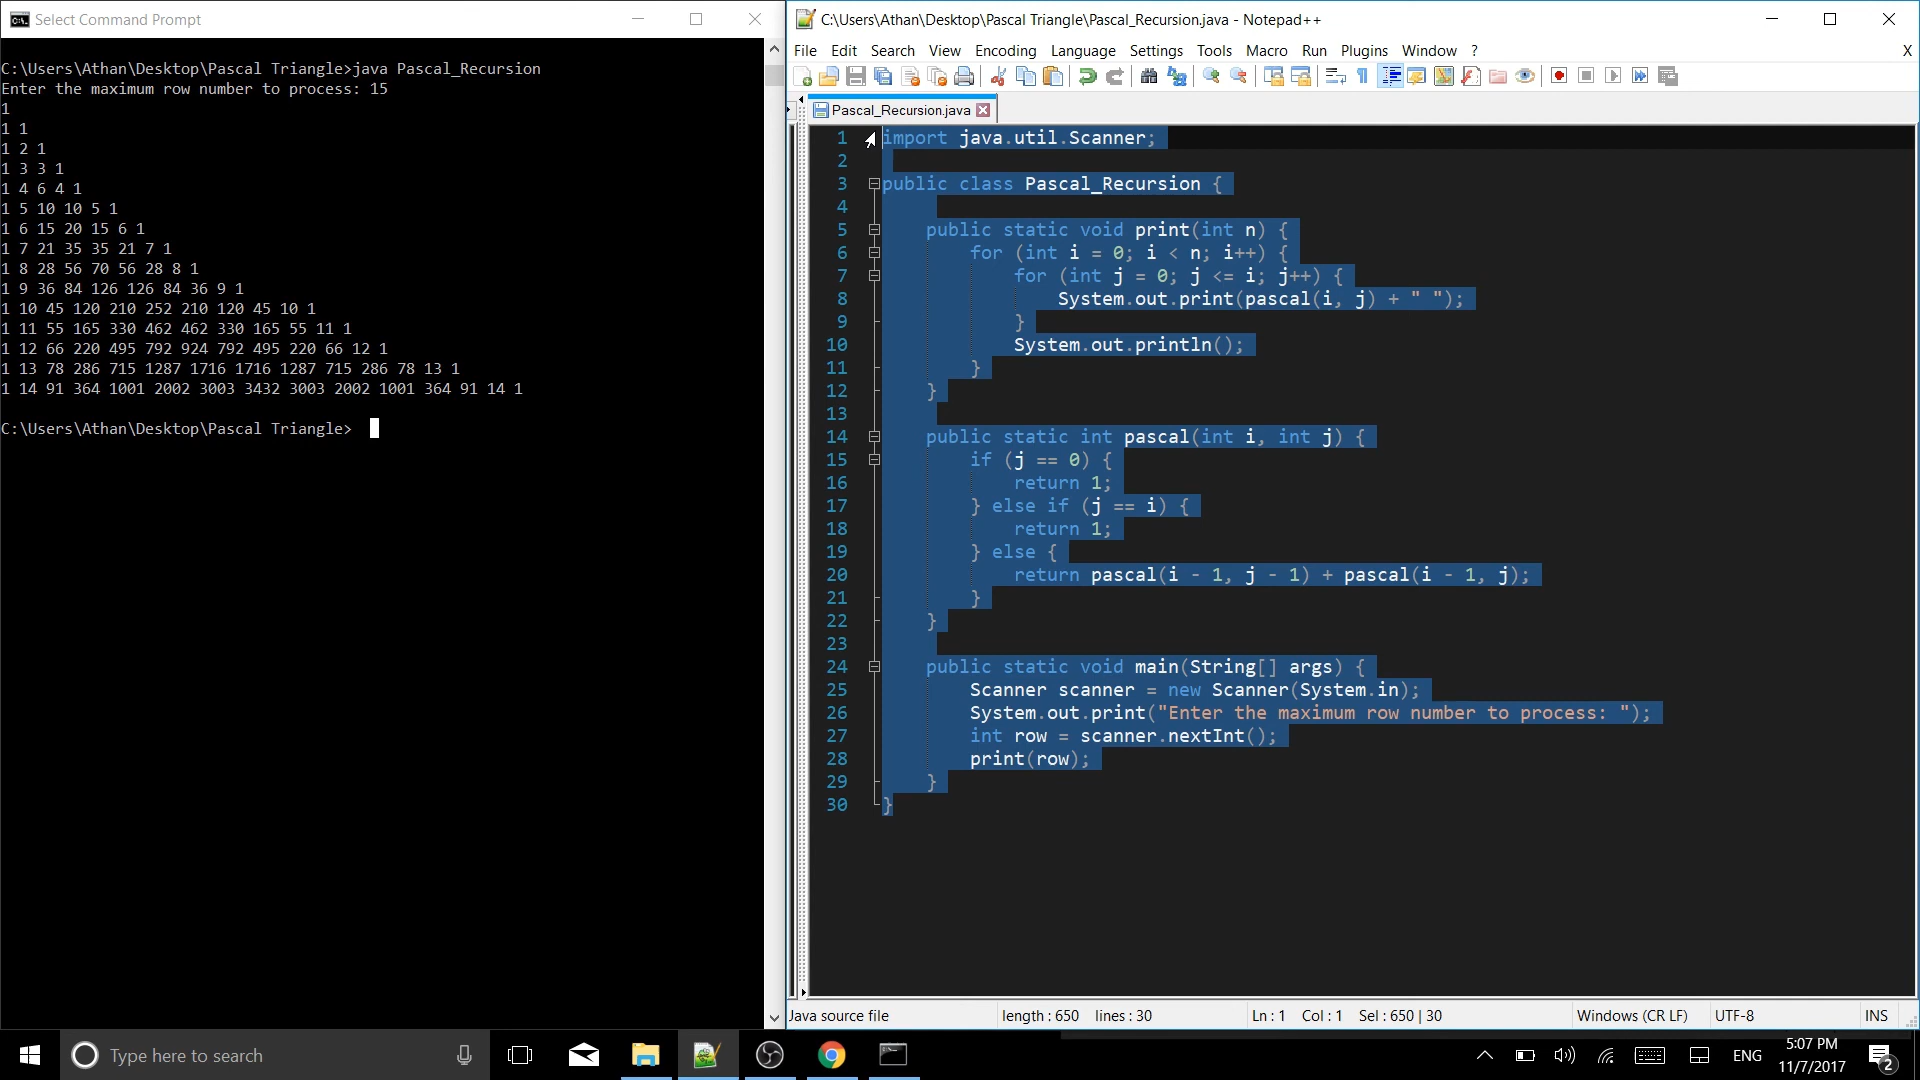 Select Command Prompt
C:\Users\Athan\Desktop\Pascal Triangle>java Pascal_Recursion
Enter the maximum row number to process: 15
1
1 1
1 2 1
1 3 3 1
1 4 6 4 1
1 5 10 10 5 1
1 6 15 20 15 6 1
1 7 21 35 35 21 7 1
1 8 28 56 70 56 28 8 1
1 9 36 84 126 126 84 36 9 1
1 10 45 120 210 252 210 120 45 10 1
1 11 55 165 330 462 462 330 165 55 11 1
1 12 66 220 495 792 924 792 495 220 66 12 1
1 13 78 286 715 1287 1716 1716 1287 715 286 78 13 1
1 14 91 364 1001 2002 3003 3432 3003 2002 1001 364 91 14 1
C:\Users\Athan\Desktop\Pascal Triangle>
C:\Users\Athan\Desktop\Pascal Triangle\Pascal_Recursion.java - Notepad++
File Edit Search View Encoding Language Settings Tools Macro Run Plugins Window ? X
Pascal_Recursion.java
1 import java.util.Scanner;
2
3 public class Pascal_Recursion {
4
5 public static void print(int n) {
6 for (int i = 0; i < n; i++) {
7 for (int j = 0; j <= i; j++) {
8 System.out.print(pascal(i, j) + " ");
9 }
10 System.out.println();
11 }
12 }
13
14 public static int pascal(int i, int j) {
15 if (j == 0) {
16 return 1;
17 } else if (j == i) {
18 return 1;
19 } else {
20 return pascal(i - 1, j - 1) + pascal(i - 1, j);
21 }
22 }
23
24 public static void main(String[] args) {
25 Scanner scanner = new Scanner(System.in);
26 System.out.print("Enter the maximum row number to process: ");
27 int row = scanner.nextInt();
28 print(row);
29 }
30 }
Java source file length : 650 lines : 30 Ln : 1 Col : 1 Sel : 650 | 30 Windows (CR LF) UTF-8 INS
Type here to search
ENG
5:07 PM
11/7/2017
2